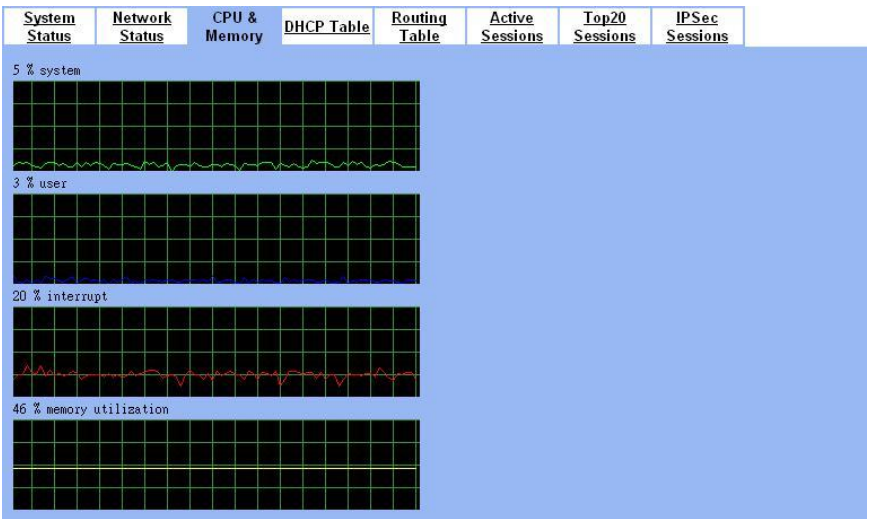 System Status
Network Status
CPU & Memory
DHCP Table
Routing Table
Active Sessions
Top20 Sessions
IPSec Sessions
5 % system
3 % user
20 % interrupt
46 % memory utilization